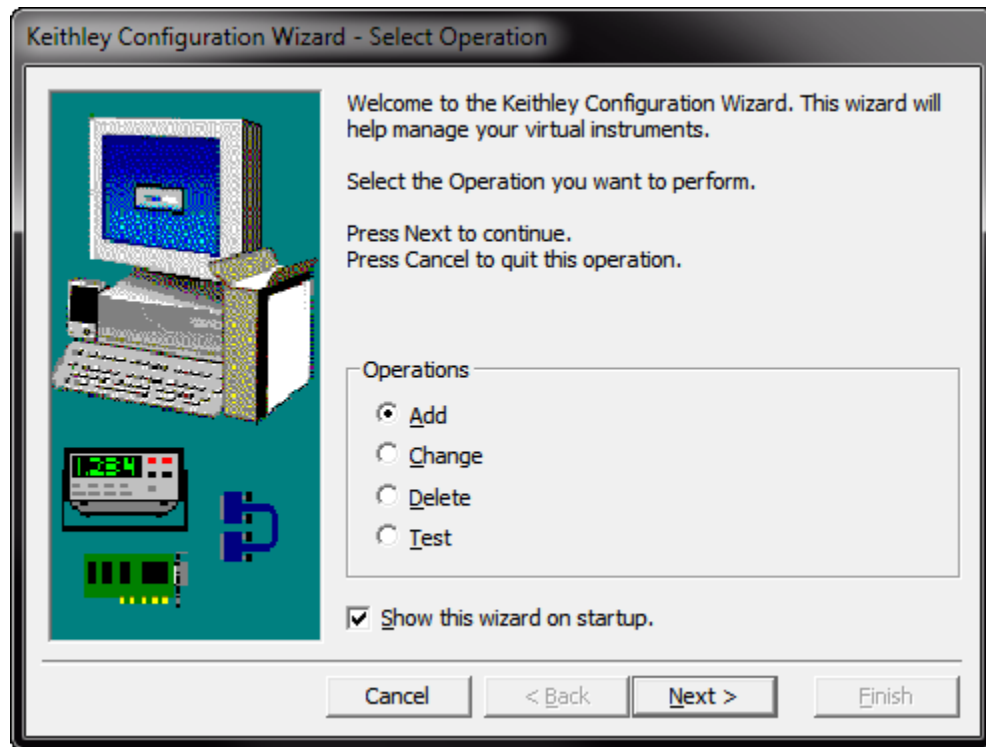 Keithley Configuration Wizard - Select Operation
Welcome to the Keithley Configuration Wizard. This wizard will
help manage your virtual instruments.
Select the Operation you want to perform.
Press Next to continue.
Press Cancel to quit this operation.
Operations
Add
Change
Delete
Test
1.234
Show this wizard on startup.
Cancel
< Back
Next >
Finish